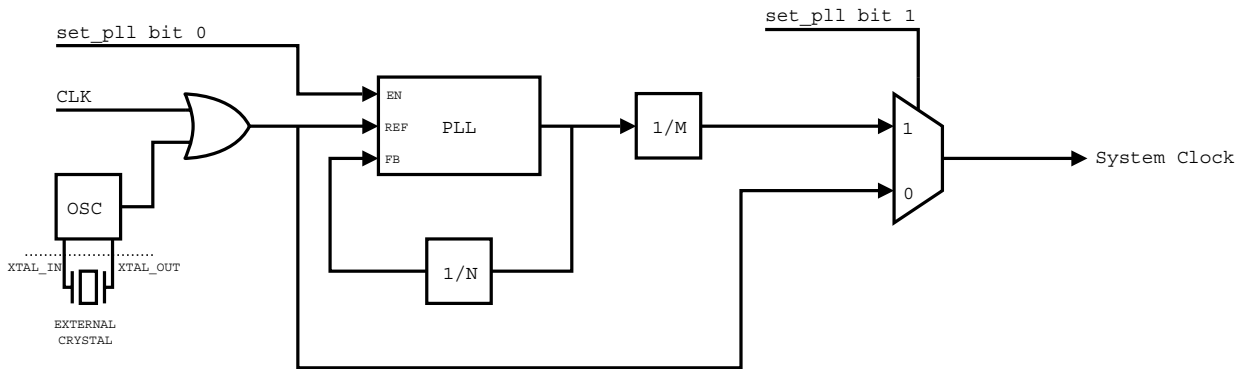 set_pll bit 0
set_pll bit 1
CLK
EN
REF
PLL
FB
1/M
1
0
System Clock
OSC
1/N
XTAL_IN
XTAL_OUT
EXTERNAL
CRYSTAL